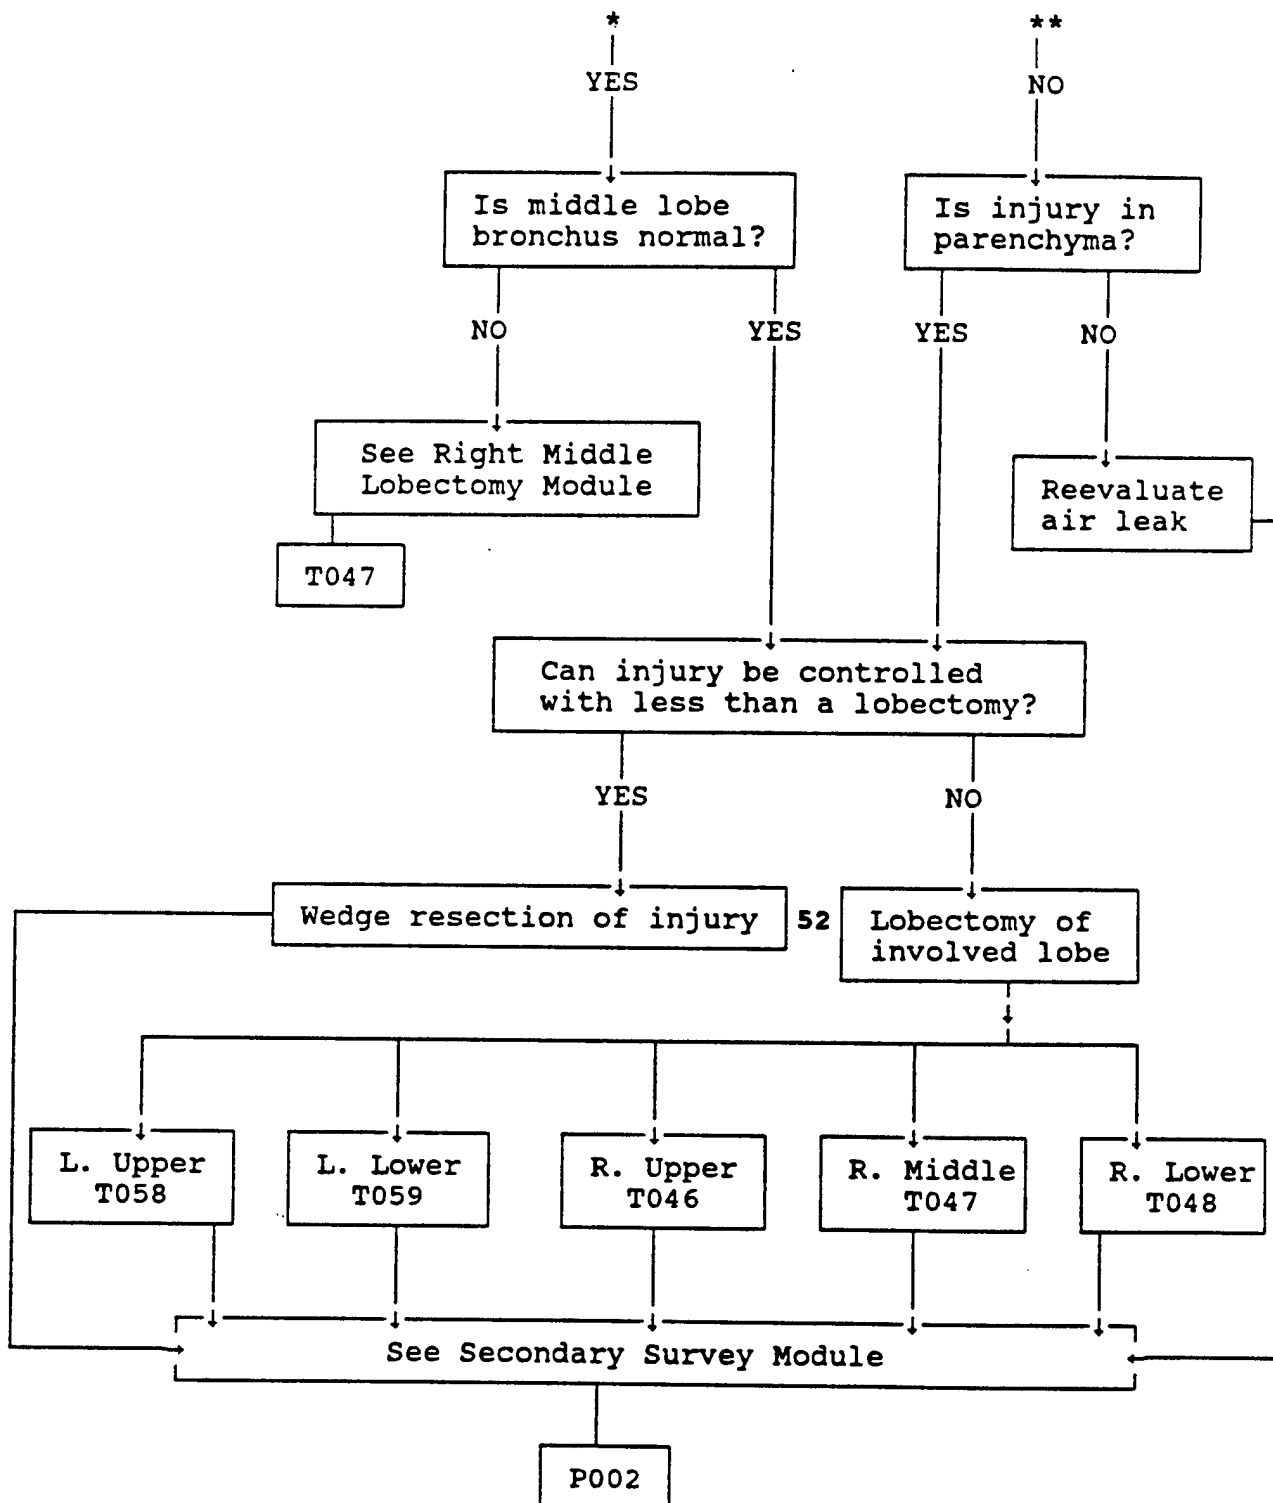 *
**
YES
NO
Is middle lobe
bronchus normal?
Is injury in
parenchyma?
NO
YES
YES
NO
See Right Middle
Lobectomy Module
Reevaluate
air leak
T047
Can injury be controlled
with less than a lobectomy?
YES
NO
Wedge resection of injury
52
Lobectomy of
involved lobe
L. Upper
T058
L. Lower
T059
R. Upper
T046
R. Middle
T047
R. Lower
T048
See Secondary Survey Module
P002